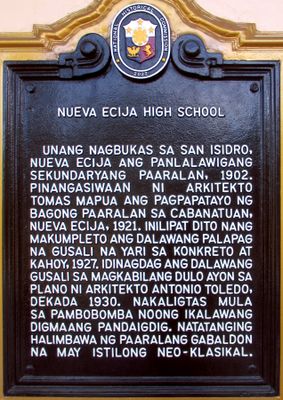 NATIONAL HISTORICAL COMMISSION
NUEVA ECIJA HIGH SCHOOL
UNANG NAGBUKAS SA SAN ISIDRO,
NUEVA ECIJA ANG PANLALAWIGANG
SEKUNDARYANG PAARALAN, 1902.
PINANGASIWAAN NI ARKITEKTO
TOMAS MAPUA ANG PAGPAPATAYO NG
BAGONG PAARALAN SA CABANATUAN,
NUEVA ECIJA, 1921. INILIPAT DITO NANG
MAKUMPLETO ANG DALAWANG PALAPAG
NA GUSALI NA YARI SA KONKRETO AT
KAHOY, 1927. IDINAGDAG ANG DALAWANG
GUSALI SA MAGKABILANG DULO AYON SA
PLANO NI ARKITEKTO ANTONIO TOLEDO,
DEKADA 1930. NAKALIGTAS MULA
SA PAMBOBOMBA NOONG IKALAWANG
DIGMAANG PANDAIGDIG. NATATANGING
HALIMBAWA NG PAARALANG GABALDON
NA MAY ISTILONG NEO-KLASIKAL.